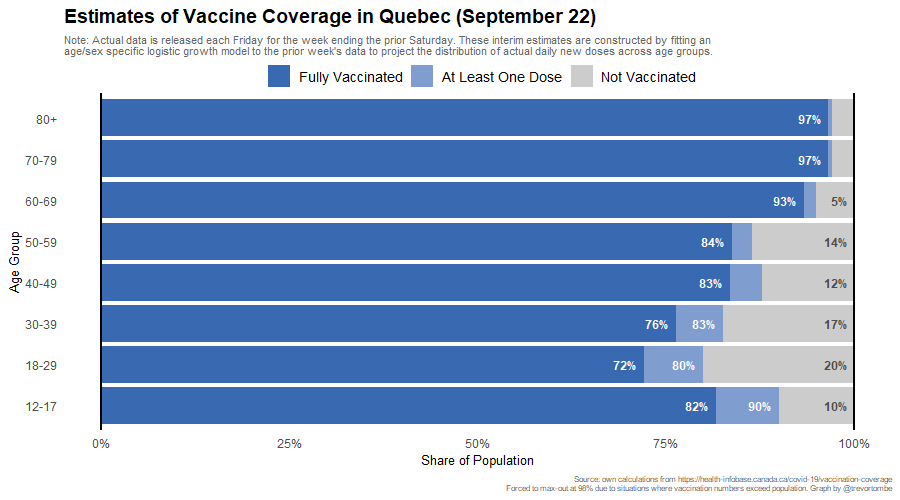 Estimates of Vaccine Coverage in Quebec (September 22)
Note: Actual data is released each Friday for the week ending the prior Saturday. These interim estimates are constructed by fitting an
age/sex specific logistic growth model to the prior week's data to project the distribution of actual daily new doses across age groups.
Fully Vaccinated At Least One Dose Not Vaccinated
80+ 97%
70-79 97%
60-69 93% 5%
50-59 84% 14%
40-49 83% 12%
30-39 76% 83% 17%
18-29 72% 80% 20%
12-17 82% 90% 10%
Age Group
0% 25% 50% 75% 100%
Share of Population
Source: own calculations from https://health-infobase.canada.ca/covid-19/vaccination-coverage
Forced to max-out at 98% due to situations where vaccination numbers exceed population. Graph by @trevortombe